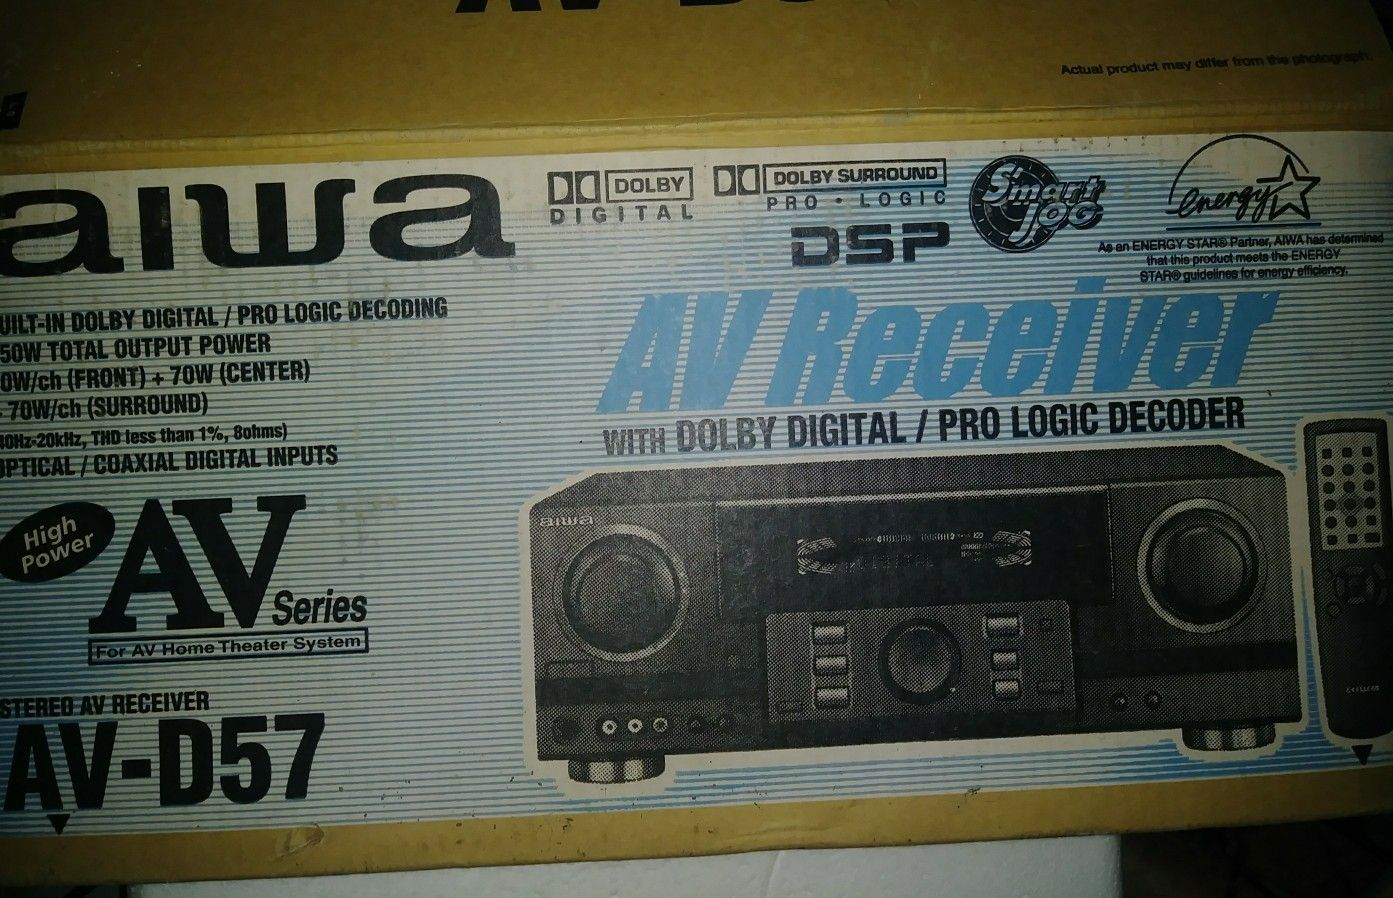 Actual product may differ from the photograph.
aiwa
DOLBY
DIGITAL
DOLBY SURROUND
PRO • LOGIC
DSP
Smart
JOG
energy
As an ENERGY STAR® Partner, AIWA has determined
that this product meets the ENERGY
STAR® guidelines for energy efficiency.
UILT-IN DOLBY DIGITAL / PRO LOGIC DECODING
50W TOTAL OUTPUT POWER
0W/ch (FRONT) + 70W (CENTER)
70W/ch (SURROUND)
40Hz-20kHz, THD less than 1%, 8ohms)
OPTICAL / COAXIAL DIGITAL INPUTS
AV Receiver
WITH DOLBY DIGITAL / PRO LOGIC DECODER
High
Power
AV Series
For AV Home Theater System
STEREO AV RECEIVER
AV-D57
aiwa